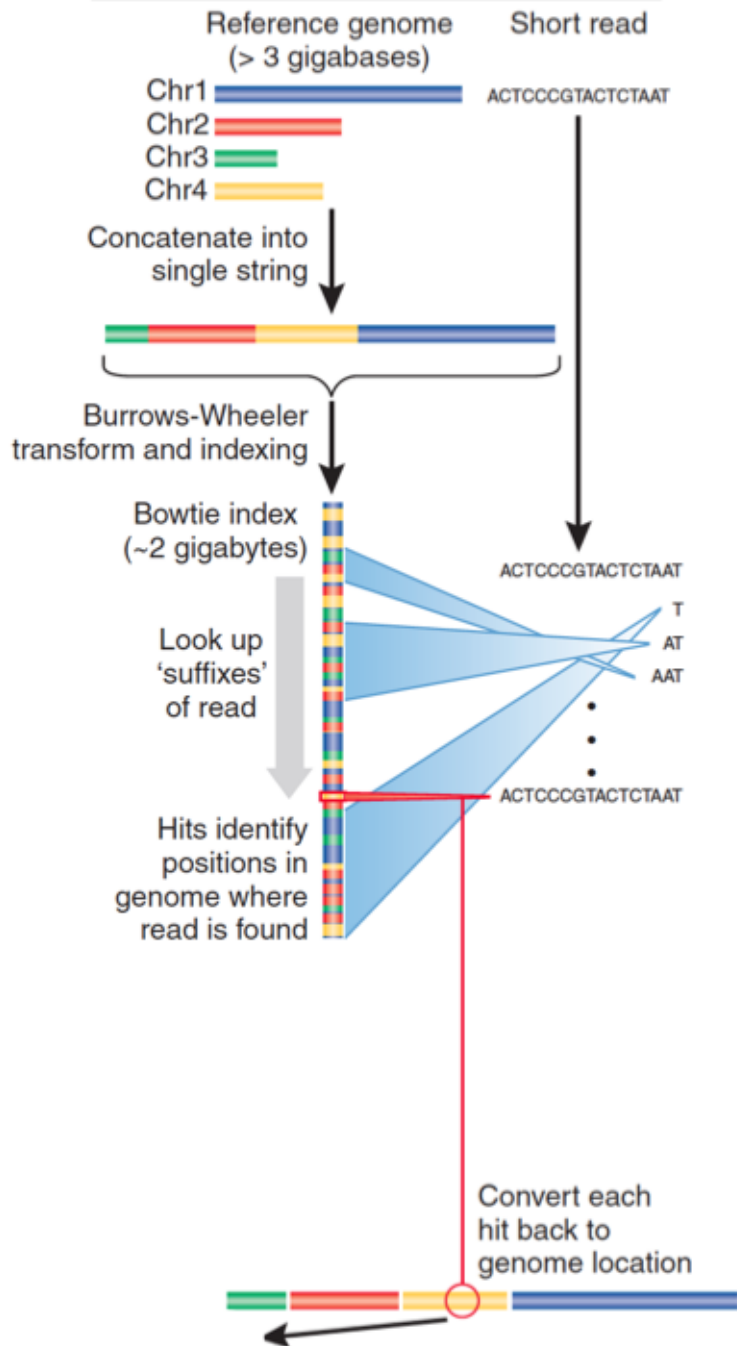 Reference genome
(> 3 gigabases)
Short read
Chr1
ACTCCCGTACTCTAAT
Chr2
Chr3
Chr4
Concatenate into
single string
Burrows-Wheeler
transform and indexing
Bowtie index
(~2 gigabytes)
ACTCCCGTACTCTAAT
T
AT
AAT
Look up
‘suffixes’
of read
ACTCCCGTACTCTAAT
Hits identify
positions in
genome where
read is found
Convert each
hit back to
genome location